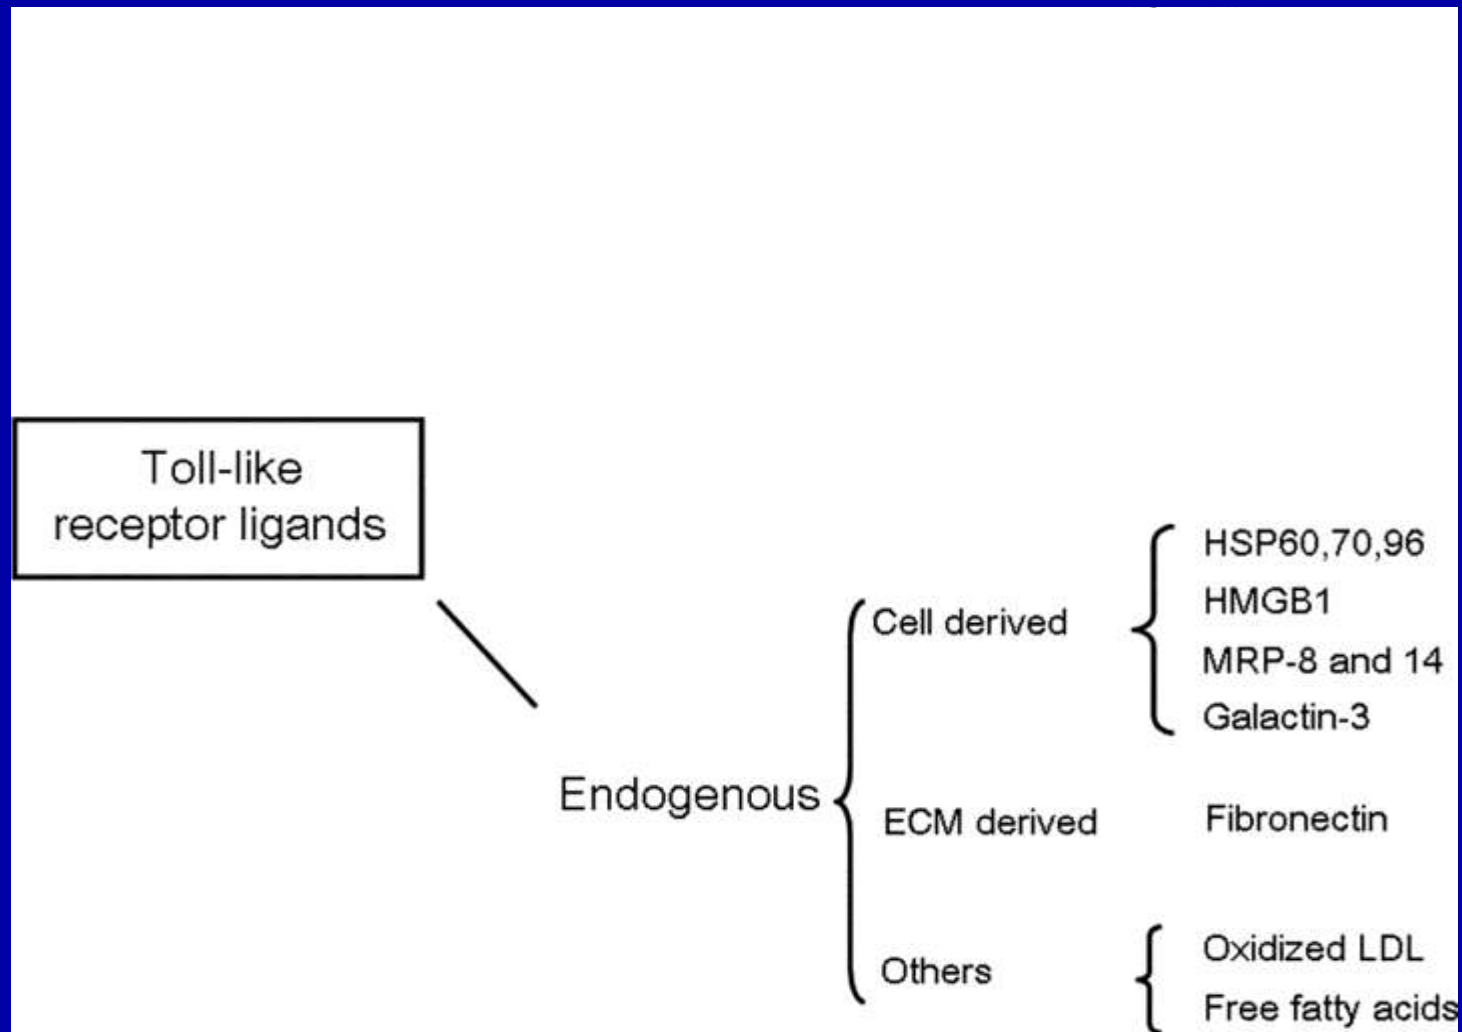 Toll-like
receptor ligands
Endogenous
Cell derived
HSP60,70,96
HMGB1
MRP-8 and 14
Galactin-3
ECM derived
Fibronectin
Others
Oxidized LDL
Free fatty acids